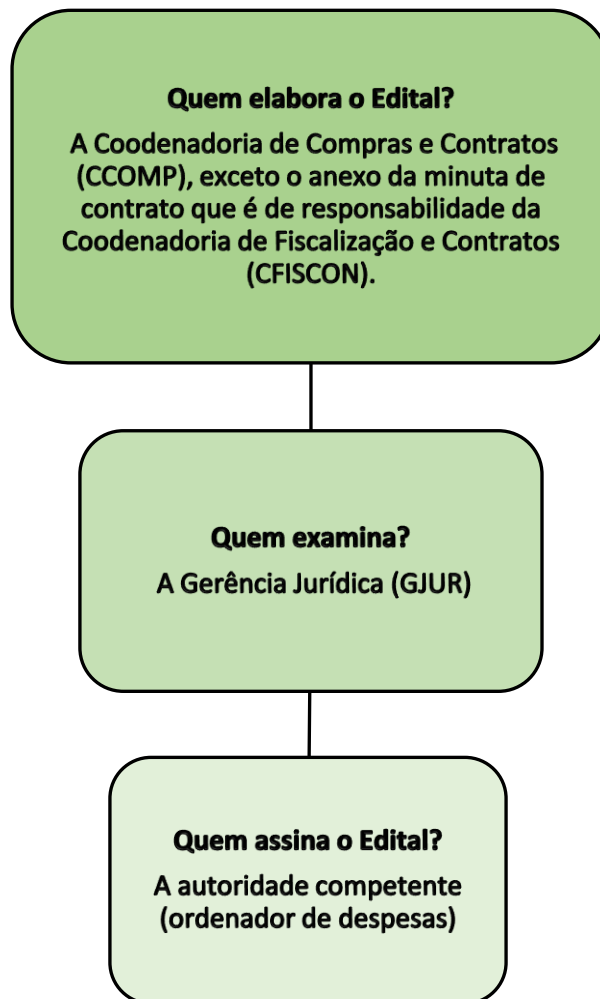 Quem elabora o Edital?
A Coodenadoria de Compras e Contratos
(CCOMP), exceto o anexo da minuta de
contrato que é de responsabilidade da
Coodenadoria de Fiscalização e Contratos
(CFISCON).
Quem examina?
A Gerência Jurídica (GJUR)
Quem assina o Edital?
A autoridade competente
(ordenador de despesas)